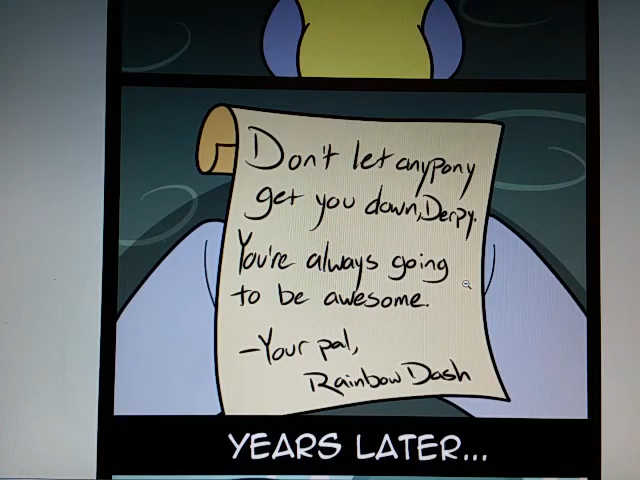 Don't let anypony
get you down, Derpy.
You're always going
to be awesome.
-Your pal,
Rainbow Dash
YEARS LATER...